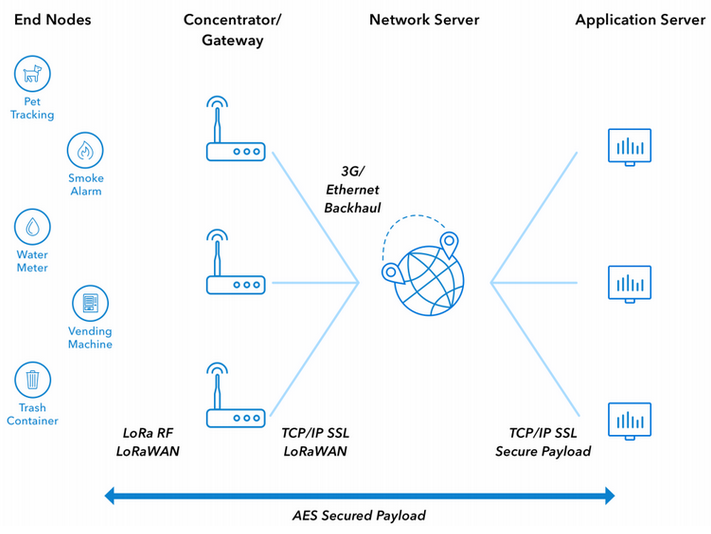 End Nodes
Concentrator/
Gateway
Network Server
Application Server
Pet
Tracking
Smoke
Alarm
Water
Meter
Vending
Machine
Trash
Container
3G/
Ethernet
Backhaul
LoRa RF
LoRaWAN
TCP/IP SSL
LoRaWAN
TCP/IP SSL
Secure Payload
AES Secured Payload